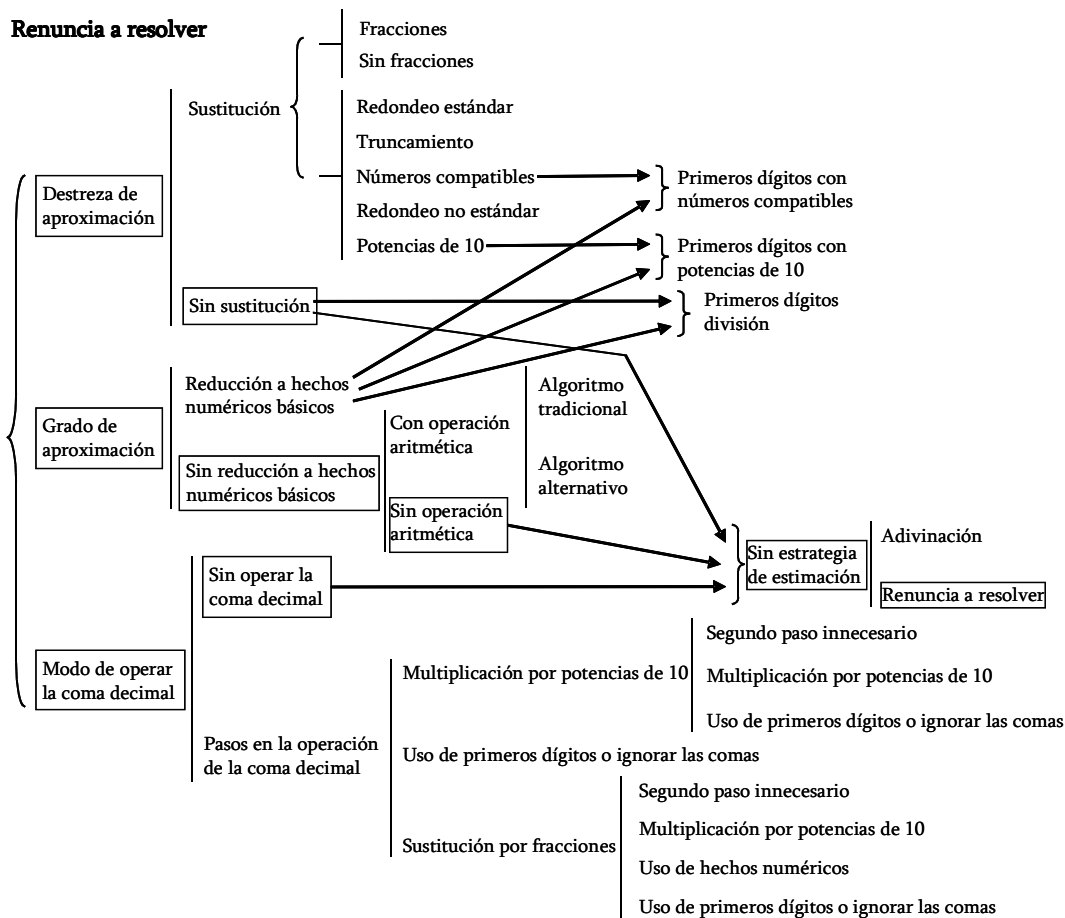 Renuncia a resolver
Fracciones
Sin fracciones
Sustitución
Redondeo estándar
Truncamiento
Números compatibles
Redondeo no estándar
Potencias de 10
Primeros dígitos con
números compatibles
Primeros dígitos con
potencias de 10
Primeros dígitos
división
Destreza de
aproximación
Sin sustitución
Reducción a hechos
numéricos básicos
Grado de
aproximación
Sin reducción a hechos
numéricos básicos
Con operación
aritmética
Algoritmo
tradicional
Algoritmo
alternativo
Sin operación
aritmética
Sin estrategia
de estimación
Adivinación
Renuncia a resolver
Sin operar la
coma decimal
Modo de operar
la coma decimal
Pasos en la operación
de la coma decimal
Multiplicación por potencias de 10
Segundo paso innecesario
Multiplicación por potencias de 10
Uso de primeros dígitos o ignorar las comas
Uso de primeros dígitos o ignorar las comas
Sustitución por fracciones
Segundo paso innecesario
Multiplicación por potencias de 10
Uso de hechos numéricos
Uso de primeros dígitos o ignorar las comas